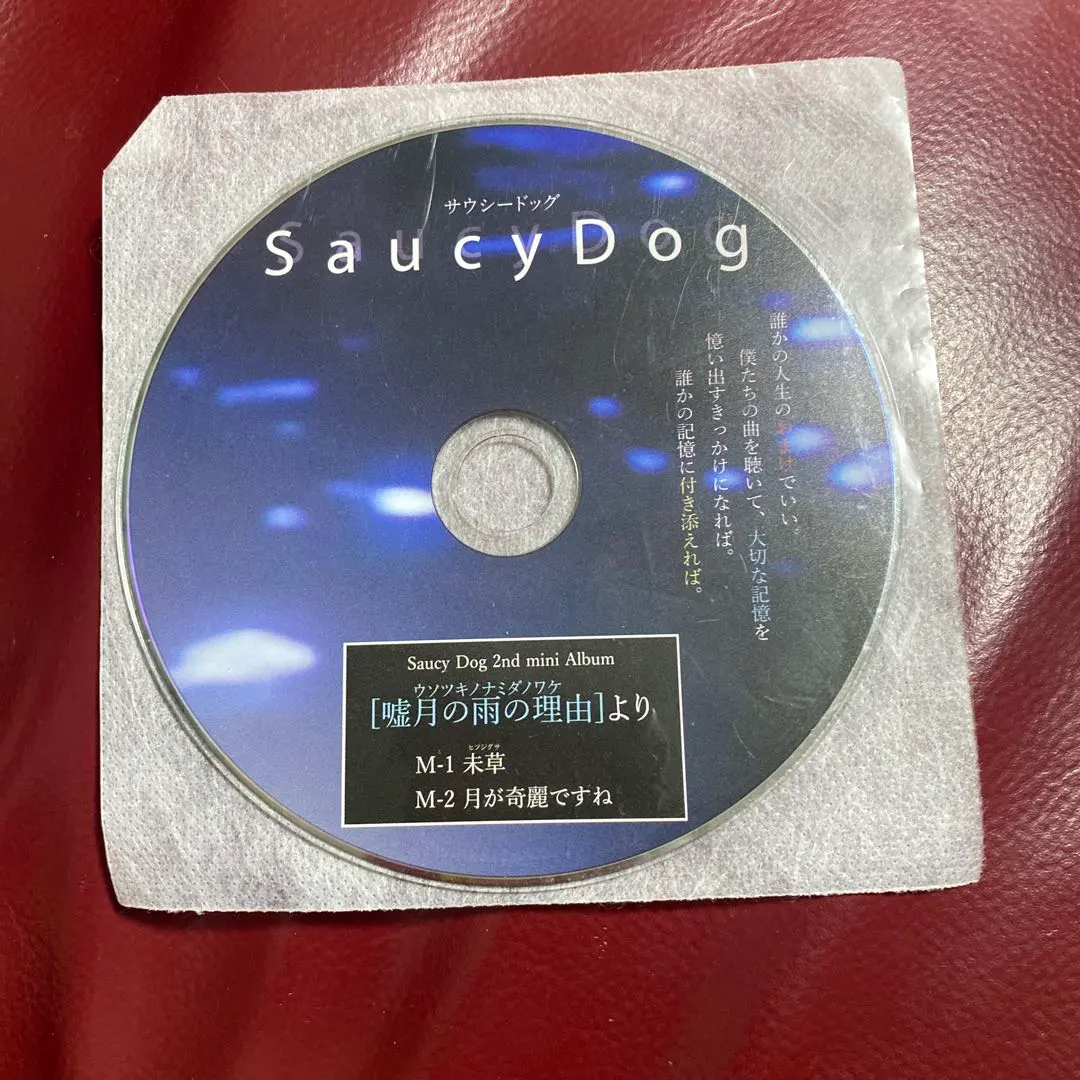 サウシードッグ
SaucyDog
誰かの人生のおまけでいい。
僕たちの曲を聴いて、大切な記憶を
憶い出すきっかけになれば。
誰かの記憶に付き添えれば。
Saucy Dog 2nd mini Album
ウソツキノナミダノワケ
[嘘月の雨の理由]より
ヒツジグサ
M-1 未草
M-2 月が奇麗ですね